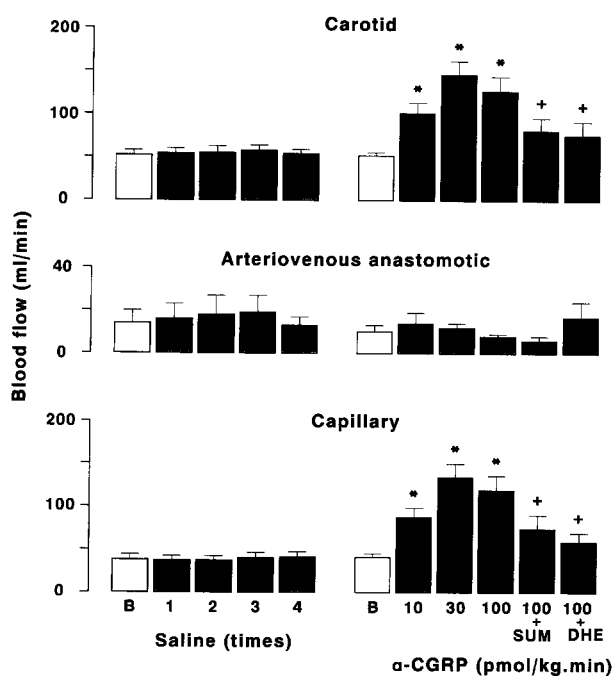 Blood flow (ml/min)
Carotid
200
100
0
* * * + +
Arteriovenous anastomotic
40
0
Capillary
200
100
0
* * * + +
B 1 2 3 4
Saline (times)
B 10 30 100 100 100
+ +
SUM DHE
α-CGRP (pmol/kg.min)